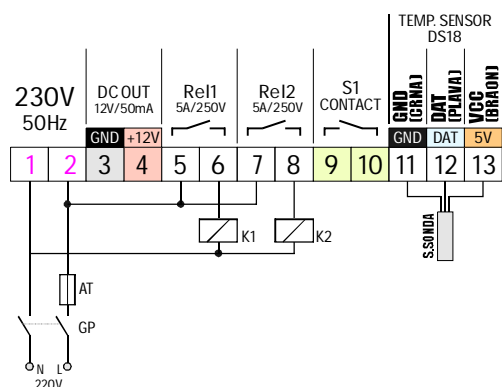 TEMP. SENSOR
DS18
230V
50Hz
DC OUT
12V/50mA
Rel1
5A/250V
Rel2
5A/250V
S1
CONTACT
GND
(CRNA)
DAT
(PLAVA)
VCC
(BRAON)
GND +12V GND DAT 5V
1 2 3 4 5 6 7 8 9 10 11 12 13
K1 K2
S.SONDA
AT
GP
N L
220V